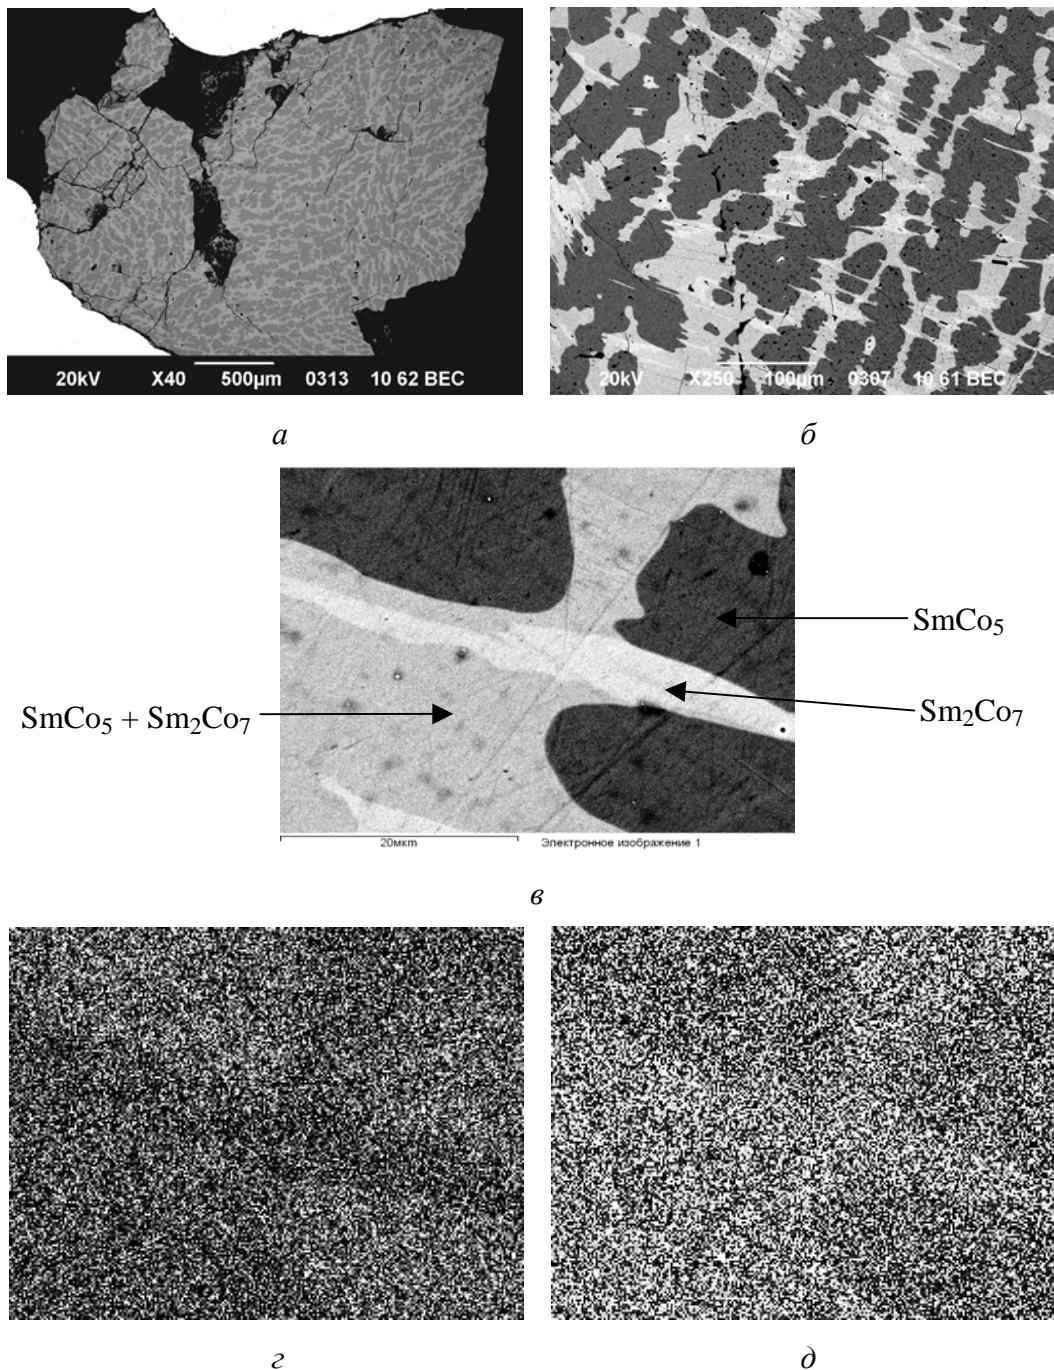 20kV X40 500µm 0313 10 62 BEC
20kV X250 100µm 0307 10 61 BEC
а
б
SmCo5
SmCo5 + Sm2Co7
Sm2Co7
20мкm
Электронное изображение 1
в
г
д